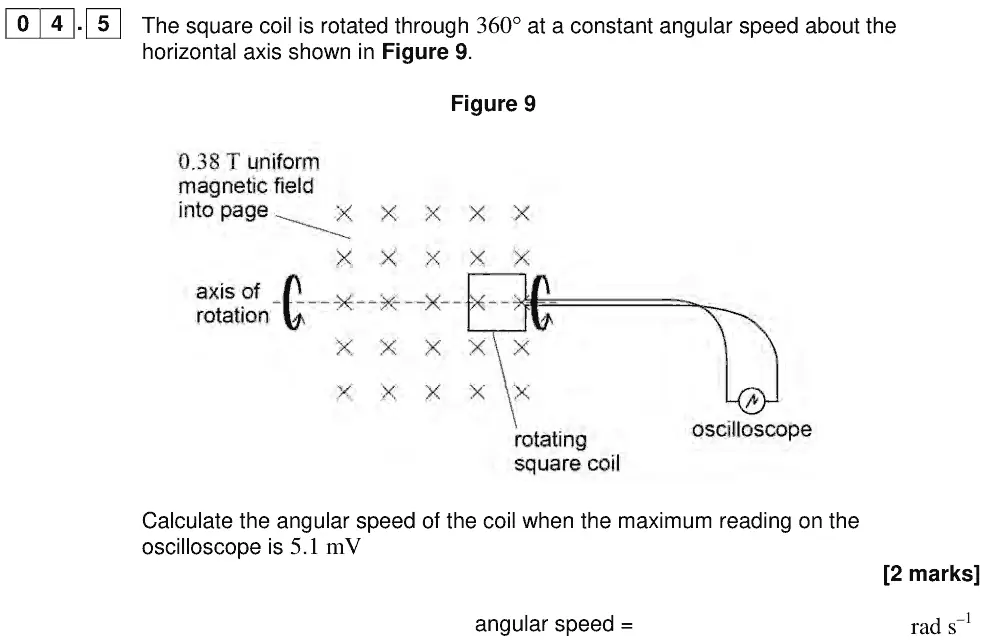 0 4 . 5 The square coil is rotated through 360° at a constant angular speed about the
horizontal axis shown in Figure 9.
Figure 9
0.38 T uniform
magnetic field
into page
axis of
rotation
oscilloscope
rotating
square coil
Calculate the angular speed of the coil when the maximum reading on the
oscilloscope is 5.1 mV
[2 marks]
angular speed = rad s⁻¹